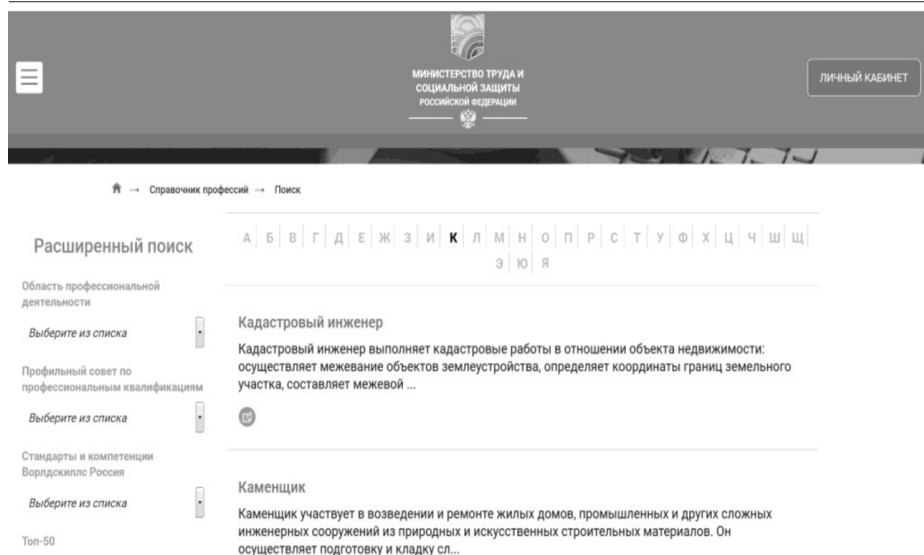 МИНИСТЕРСТВО ТРУДА И
СОЦИАЛЬНОЙ ЗАЩИТЫ
РОССИЙСКОЙ ФЕДЕРАЦИИ
ЛИЧНЫЙ КАБИНЕТ
→ Справочник профессий → Поиск
Расширенный поиск
Область профессиональной
деятельности
Выберите из списка
Профильный совет по
профессиональным квалификациям
Выберите из списка
Стандарты и компетенции
Ворлдскиллс Россия
Выберите из списка
Топ-50
А Б В Г Д Е Ж З И К Л М Н О П Р С Т У Ф Х Ц Ч Ш Щ
Э Ю Я
Кадастровый инженер
Кадастровый инженер выполняет кадастровые работы в отношении объекта недвижимости:
осуществляет межевание объектов землеустройства, определяет координаты границ земельного
участка, составляет межевой ...
Каменщик
Каменщик участвует в возведении и ремонте жилых домов, промышленных и других сложных
инженерных сооружений из природных и искусственных строительных материалов. Он
осуществляет подготовку и кладку сл...